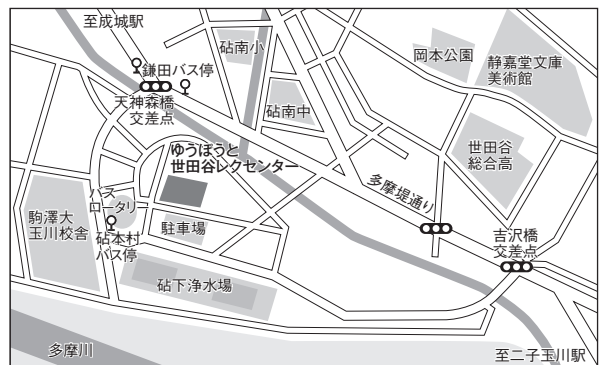 至成城駅
鎌田バス停
天神森橋
交差点
砧南小
砧南中
岡本公園
静嘉堂文庫
美術館
世田谷
総合高
ゆうぽうと
世田谷レクセンター
多摩堤通り
吉沢橋
交差点
駒澤大
玉川校舎
バス
ロータリ
砧本村
バス停
駐車場
砧下浄水場
多摩川
至二子玉川駅